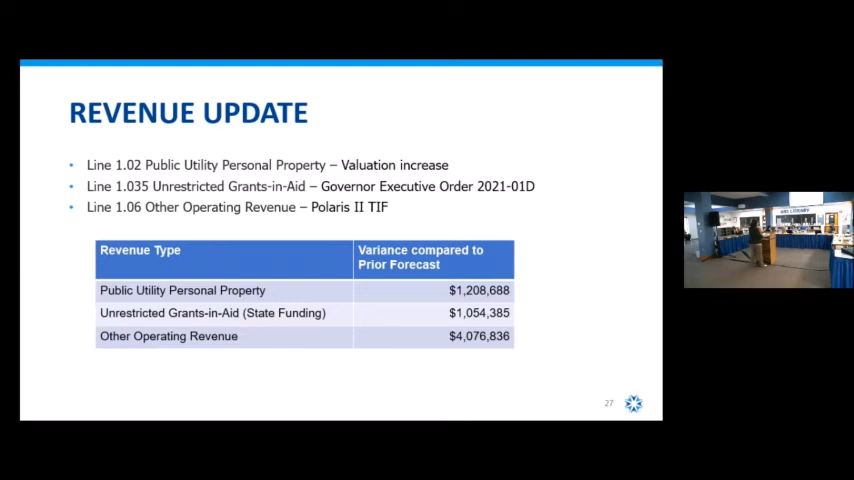 REVENUE UPDATE
• Line 1.02 Public Utility Personal Property – Valuation increase
• Line 1.035 Unrestricted Grants-in-Aid – Governor Executive Order 2021-01D
• Line 1.06 Other Operating Revenue – Polaris II TIF
Revenue Type
Variance compared to
Prior Forecast
Public Utility Personal Property $1,208,688
Unrestricted Grants-in-Aid (State Funding) $1,054,385
Other Operating Revenue $4,076,836
27
LIBRARY